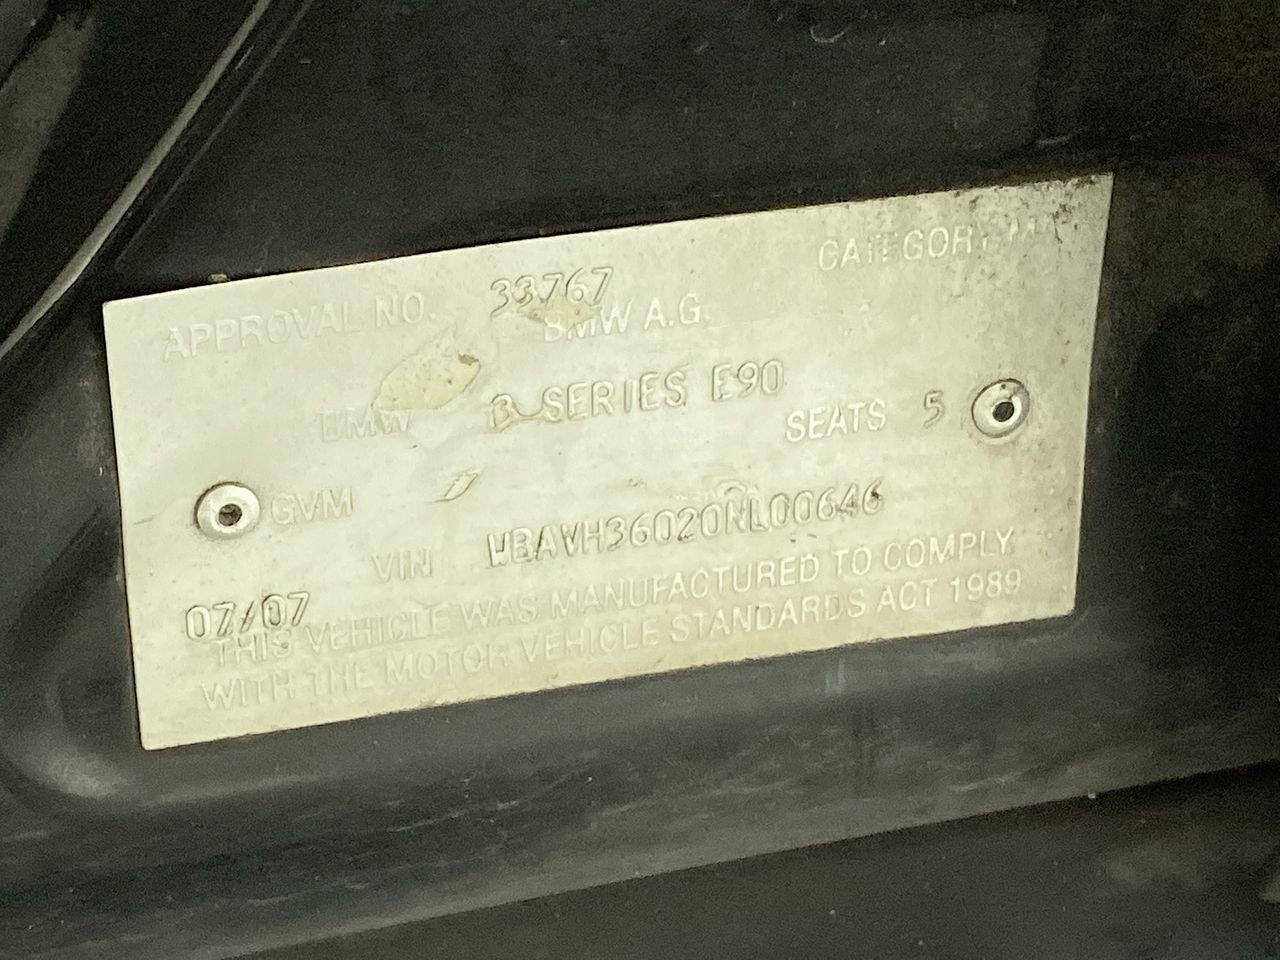 APPROVAL NO. 33767 CATEGORY
BMW A.G.
BMW B SERIES E90
SEATS 5
GVM
VIN WBAVH36020NL00646
07/07
THIS VEHICLE WAS MANUFACTURED TO COMPLY
WITH THE MOTOR VEHICLE STANDARDS ACT 1989